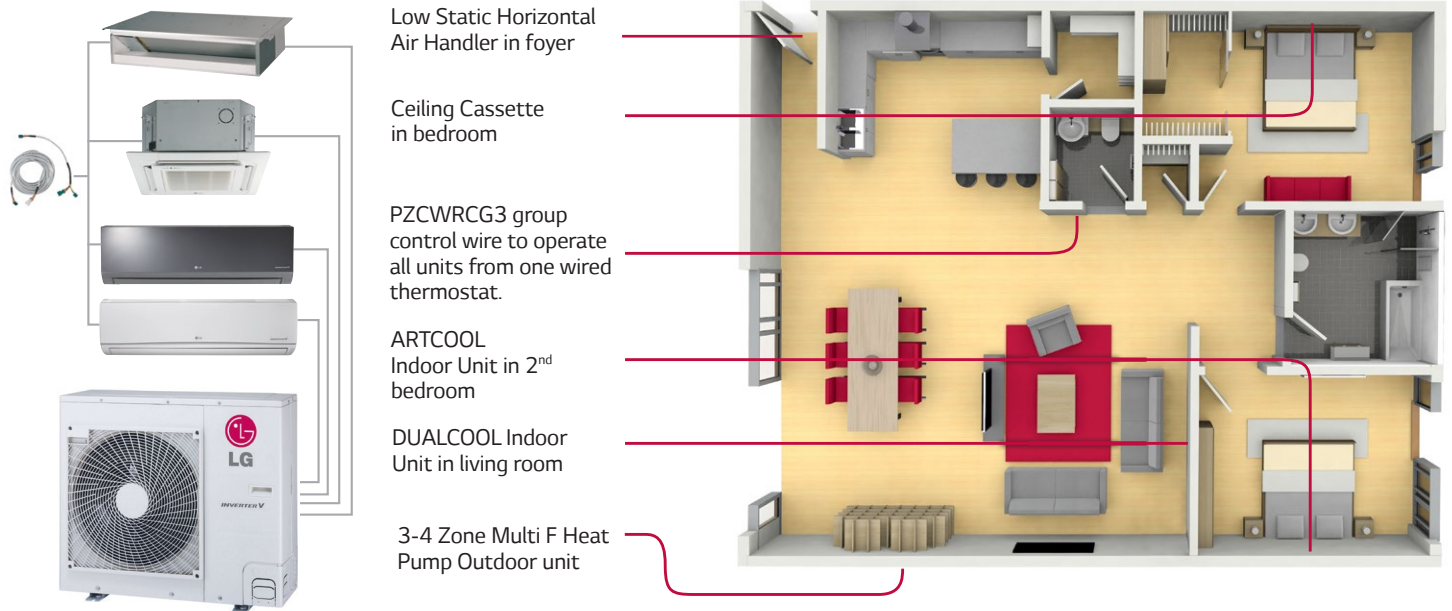 Low Static Horizontal
Air Handler in foyer
Ceiling Cassette
in bedroom
PZCWRCG3 group
control wire to operate
all units from one wired
thermostat.
ARTCOOL
Indoor Unit in 2nd
bedroom
DUALCOOL Indoor
Unit in living room
3-4 Zone Multi F Heat
Pump Outdoor unit
LG
INVERTER V